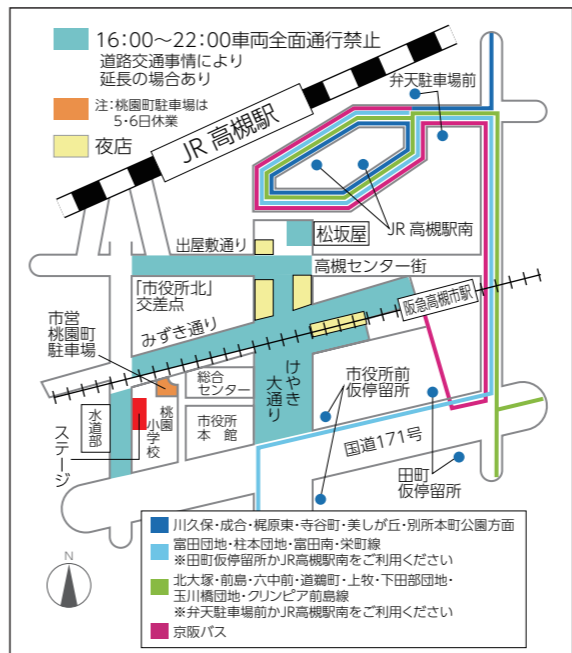 16:00〜22:00車両全面通行禁止
道路交通事情により
延長の場合あり
注:桃園町駐車場は
5・6日休業
夜店
JR 高槻駅
弁天駐車場前
JR 高槻駅南
松坂屋
出屋敷通り
高槻センター街
「市役所北」
交差点
みずき通り
阪急高槻市駅
市営
桃園町
駐車場
総合
センター
けやき
大通り
市役所前
仮停留所
水道部
桃園
小学校
市役所
本 館
ステージ
国道171号
田町
仮停留所
N
川久保・成合・梶原東・寺谷町・美しが丘・別所本町公園方面
富田団地・柱本団地・富田南・栄町線
※田町仮停留所かJR高槻駅南をご利用ください
北大塚・前島・六中前・道鵜町・上牧・下田部団地・
玉川橋団地・クリンピア前島線
※弁天駐車場前かJR高槻駅南をご利用ください
京阪バス